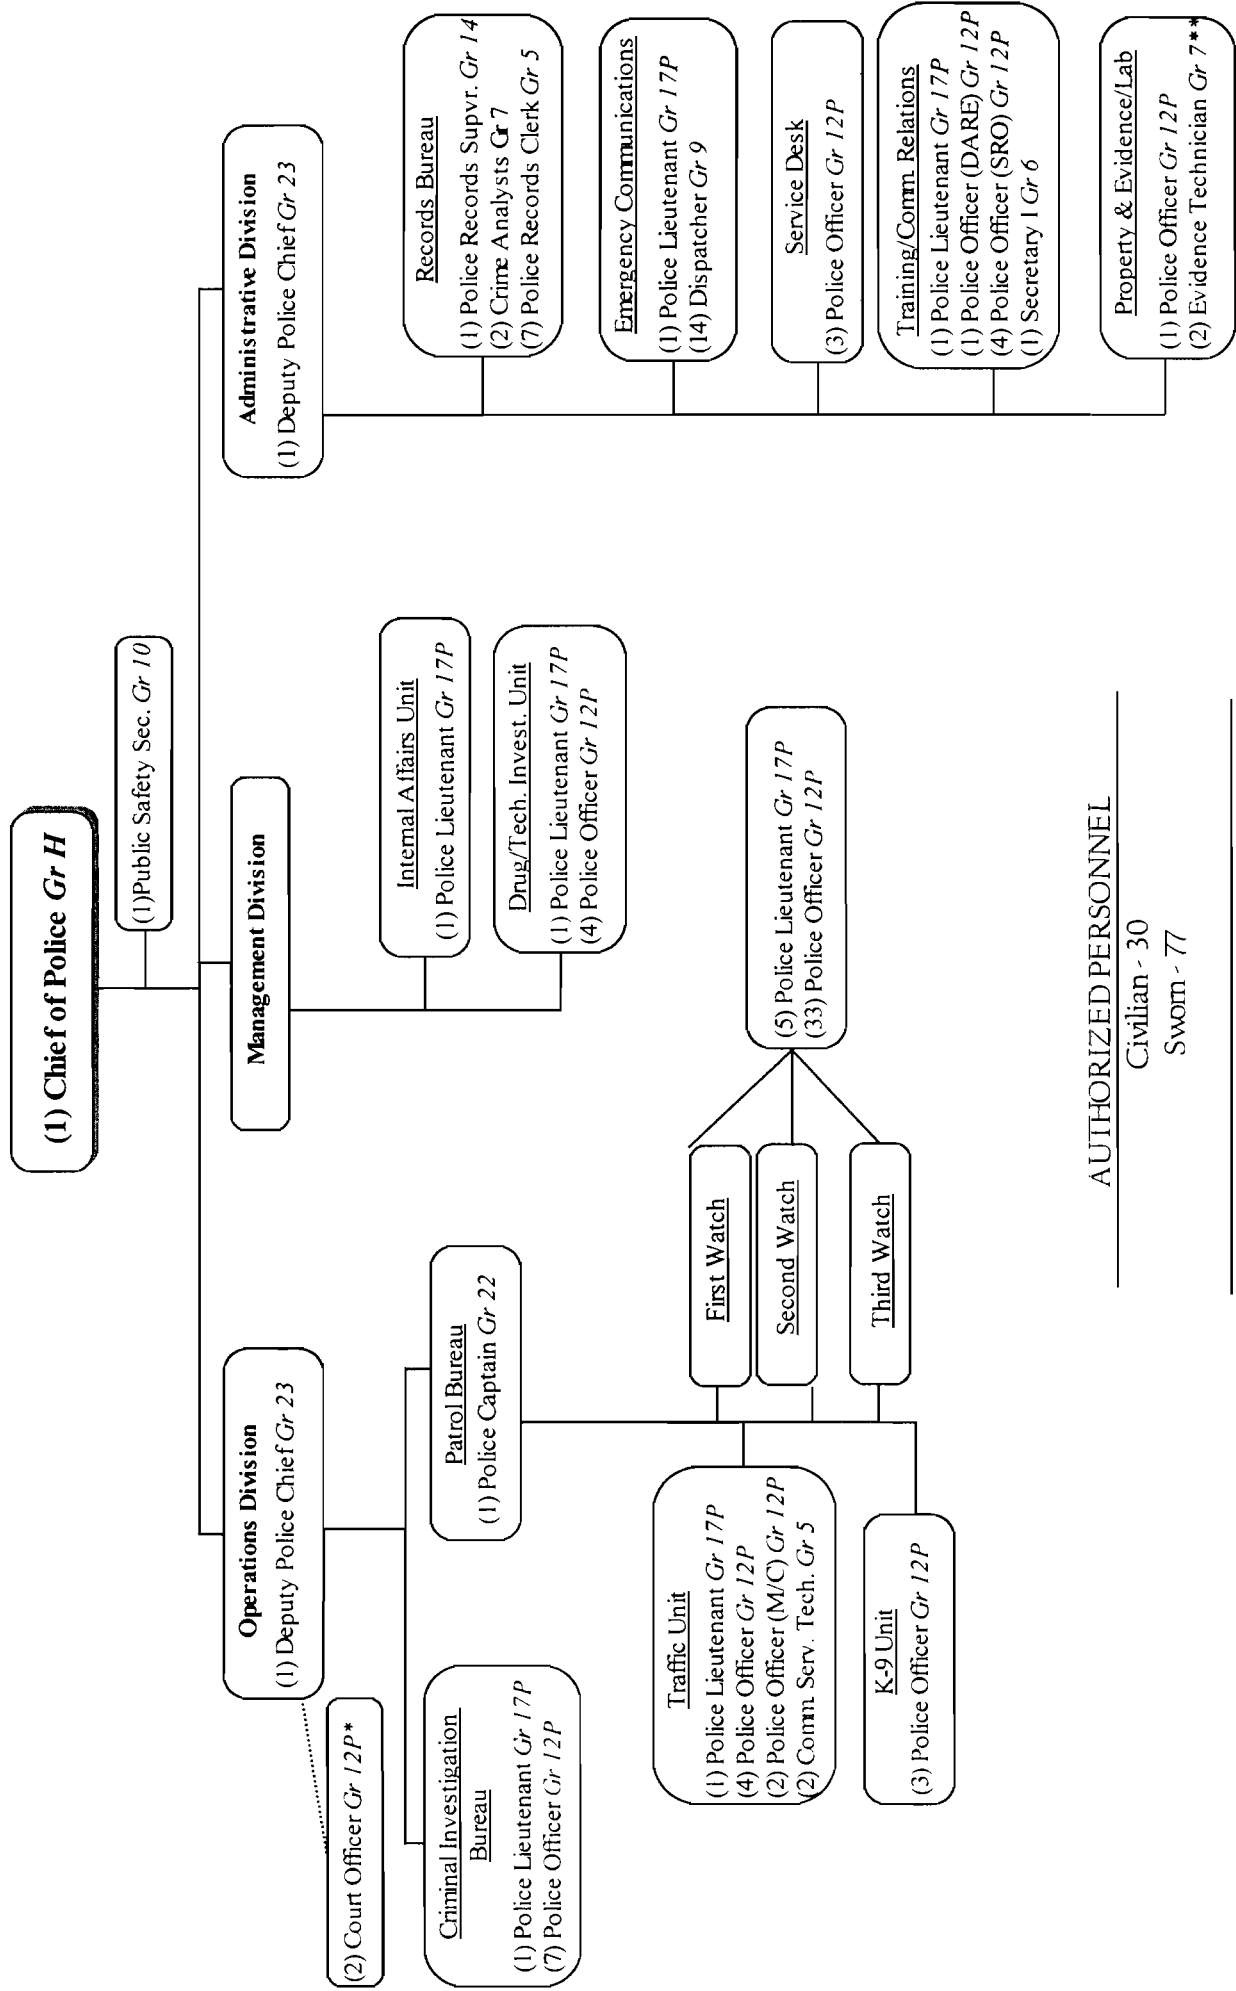 (1) Chief of Police Gr H
(1)Public Safety Sec. Gr 10
Operations Division
(1) Deputy Police Chief Gr 23
(2) Court Officer Gr 12P*
Criminal Investigation
Bureau
(1) Police Lieutenant Gr 17P
(7) Police Officer Gr 12P
Patrol Bureau
(1) Police Captain Gr 22
Traffic Unit
(1) Police Lieutenant Gr 17P
(4) Police Officer Gr 12P
(2) Police Officer (M/C) Gr 12P
(2) Comm. Serv. Tech. Gr 5
K-9 Unit
(3) Police Officer Gr 12P
First Watch
Second Watch
Third Watch
(5) Police Lieutenant Gr 17P
(33) Police Officer Gr 12P
Management Division
Internal Affairs Unit
(1) Police Lieutenant Gr 17P
Drug/Tech. Invest. Unit
(1) Police Lieutenant Gr 17P
(4) Police Officer Gr 12P
Administrative Division
(1) Deputy Police Chief Gr 23
Records Bureau
(1) Police Records Supvr. Gr 14
(2) Crime Analysts Gr 7
(7) Police Records Clerk Gr 5
Emergency Communications
(1) Police Lieutenant Gr 17P
(14) Dispatcher Gr 9
Service Desk
(3) Police Officer Gr 12P
Training/Comm. Relations
(1) Police Lieutenant Gr 17P
(1) Police Officer (DARE) Gr 12P
(4) Police Officer (SRO) Gr 12P
(1) Secretary I Gr 6
Property & Evidence/Lab
(1) Police Officer Gr 12P
(2) Evidence Technician Gr 7**
AUTHORIZED PERSONNEL
Civilian - 30
Sworn - 77